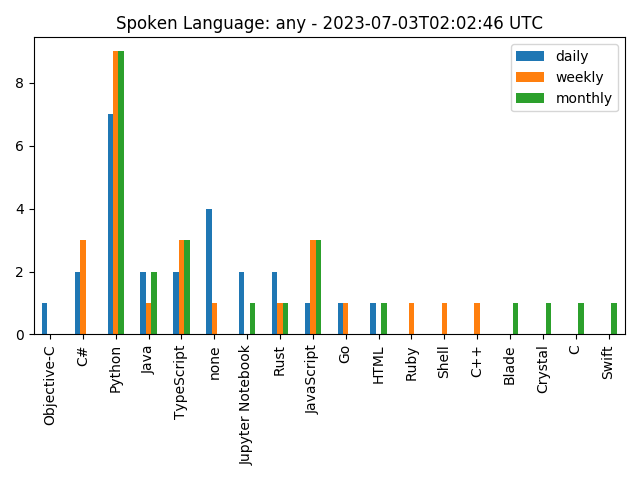 Spoken Language: any - 2023-07-03T02:02:46 UTC
daily
weekly
monthly
8
6
4
2
0
Objective-C
C#
Python
Java
TypeScript
none
Jupyter Notebook
Rust
JavaScript
Go
HTML
Ruby
Shell
C++
Blade
Crystal
C
Swift